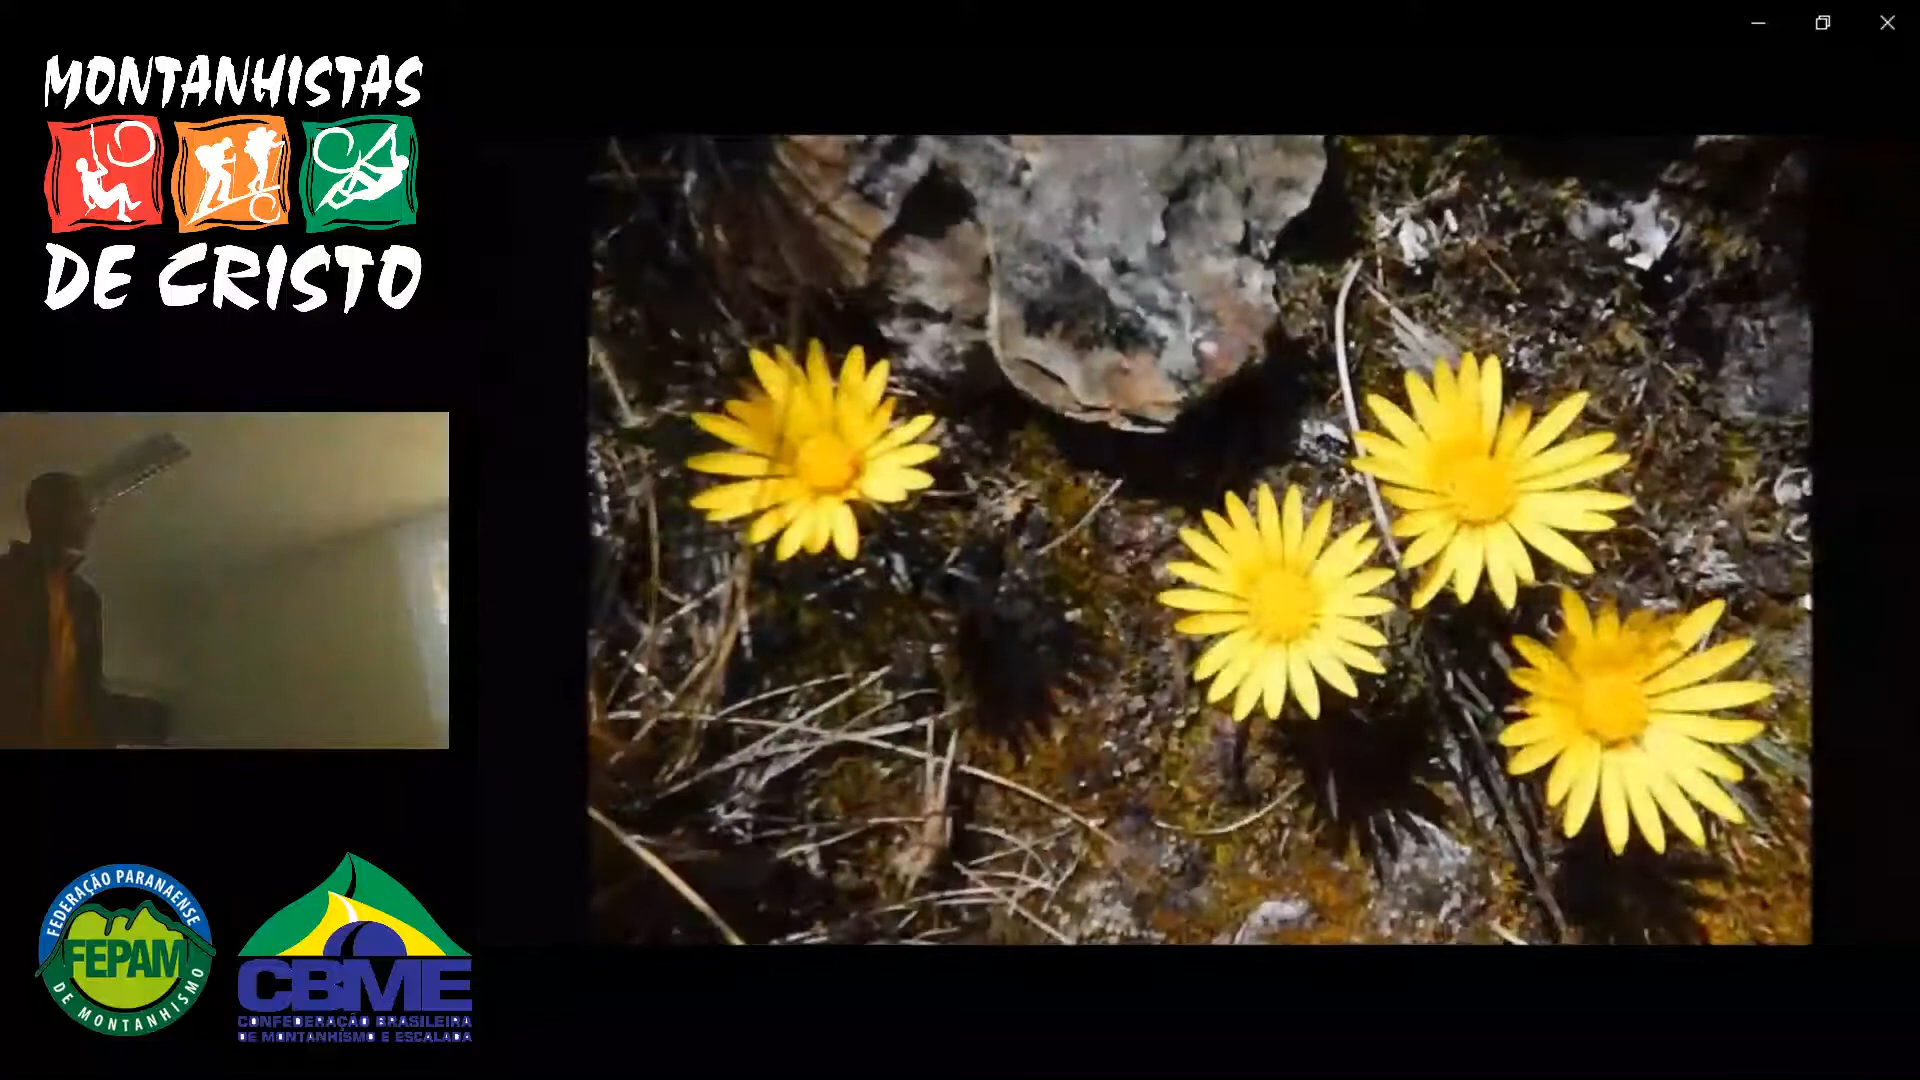 MONTANHISTAS
DE CRISTO
FEDERAÇÃO PARANAENSE
FEPAM
DE MONTANHISMO
CBME
CONFEDERAÇÃO BRASILEIRA
DE MONTANHISMO E ESCALADA